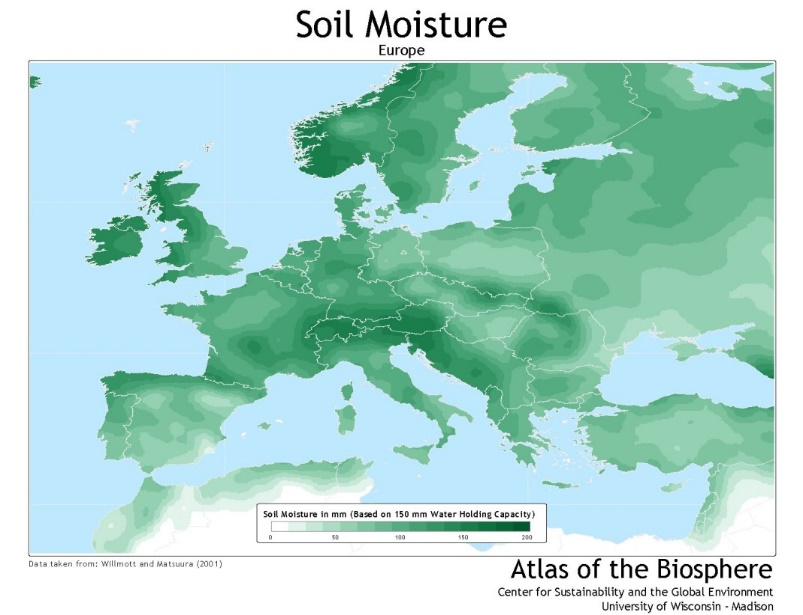 Soil Moisture
Europe
Soil Moisture in mm (Based on 150 mm Water Holding Capacity)
0 50 100 150 200
Data taken from: Willmott and Matsuura (2001)
Atlas of the Biosphere
Center for Sustainability and the Global Environment
University of Wisconsin - Madison